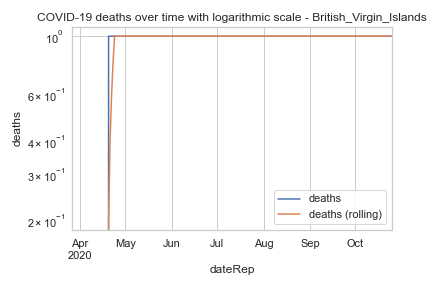 COVID-19 deaths over time with logarithmic scale - British_Virgin_Islands
10⁰
6 × 10⁻¹
4 × 10⁻¹
3 × 10⁻¹
2 × 10⁻¹
deaths
deaths
deaths (rolling)
Apr May Jun Jul Aug Sep Oct
2020
dateRep